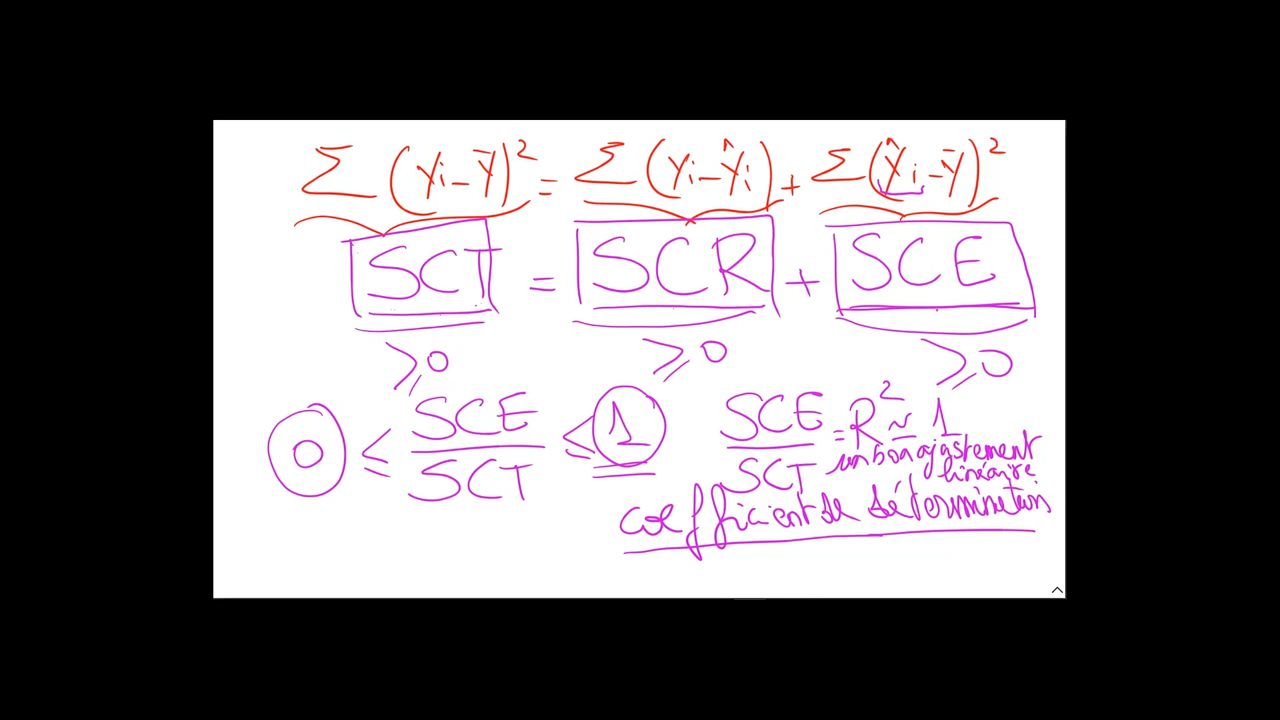 Σ (yi - ȳ)² = Σ (yi - ŷi) + Σ (ŷi - ȳ)²
SCT = SCR + SCE
⩾0 ⩾0 ⩾0
0 ≤ SCE/SCT ≤ 1
SCE/SCT = R² ≈ 1
un bon ajustement
linéaire
coefficient de détermination